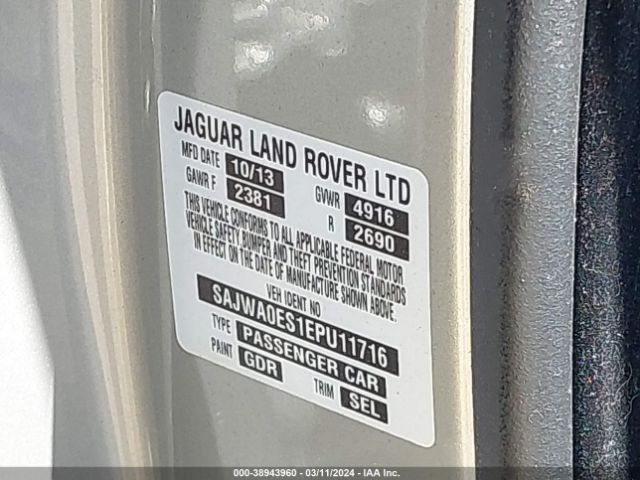 JAGUAR LAND ROVER LTD
MFD DATE 10/13
GAWR F 2381 GVWR 4916
R 2690
THIS VEHICLE CONFORMS TO ALL APPLICABLE FEDERAL MOTOR
VEHICLE SAFETY, BUMPER, AND THEFT PREVENTION STANDARDS
IN EFFECT ON THE DATE OF MANUFACTURE SHOWN ABOVE.
VEH IDENT NO
SAJWA0ES1EPU11716
TYPE PASSENGER CAR
PAINT GDR TRIM SEL
000-38943960 - 03/11/2024 - IAA Inc.